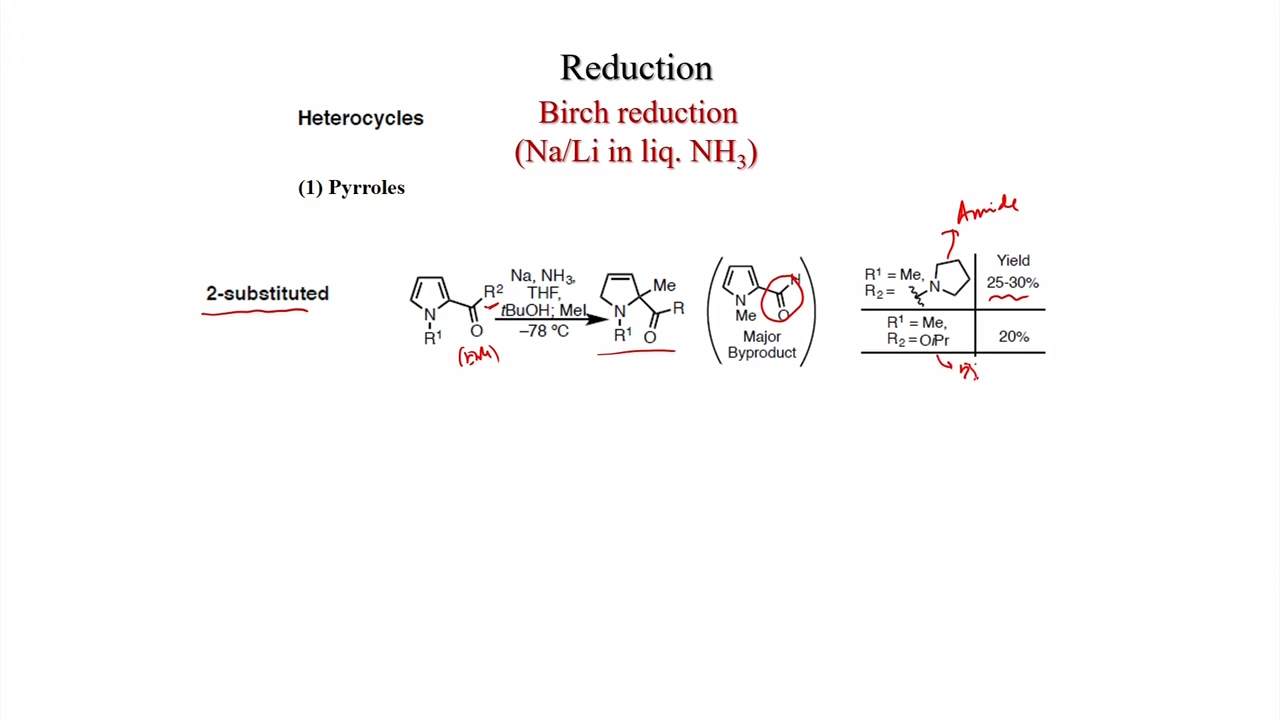 Reduction
Heterocycles
Birch reduction
(Na/Li in liq. NH₃)
(1) Pyrroles
Amide
2-substituted
N
R¹
R²
O
Na, NH₃,
THF,
tBuOH; MeI
–78 ºC
Me
N
R¹
R
O
N
Me
H
O
Major
Byproduct
R¹ = Me,
R₂ =
N
Yield
25-30%
R¹ = Me,
R₂ = OiPr
20%